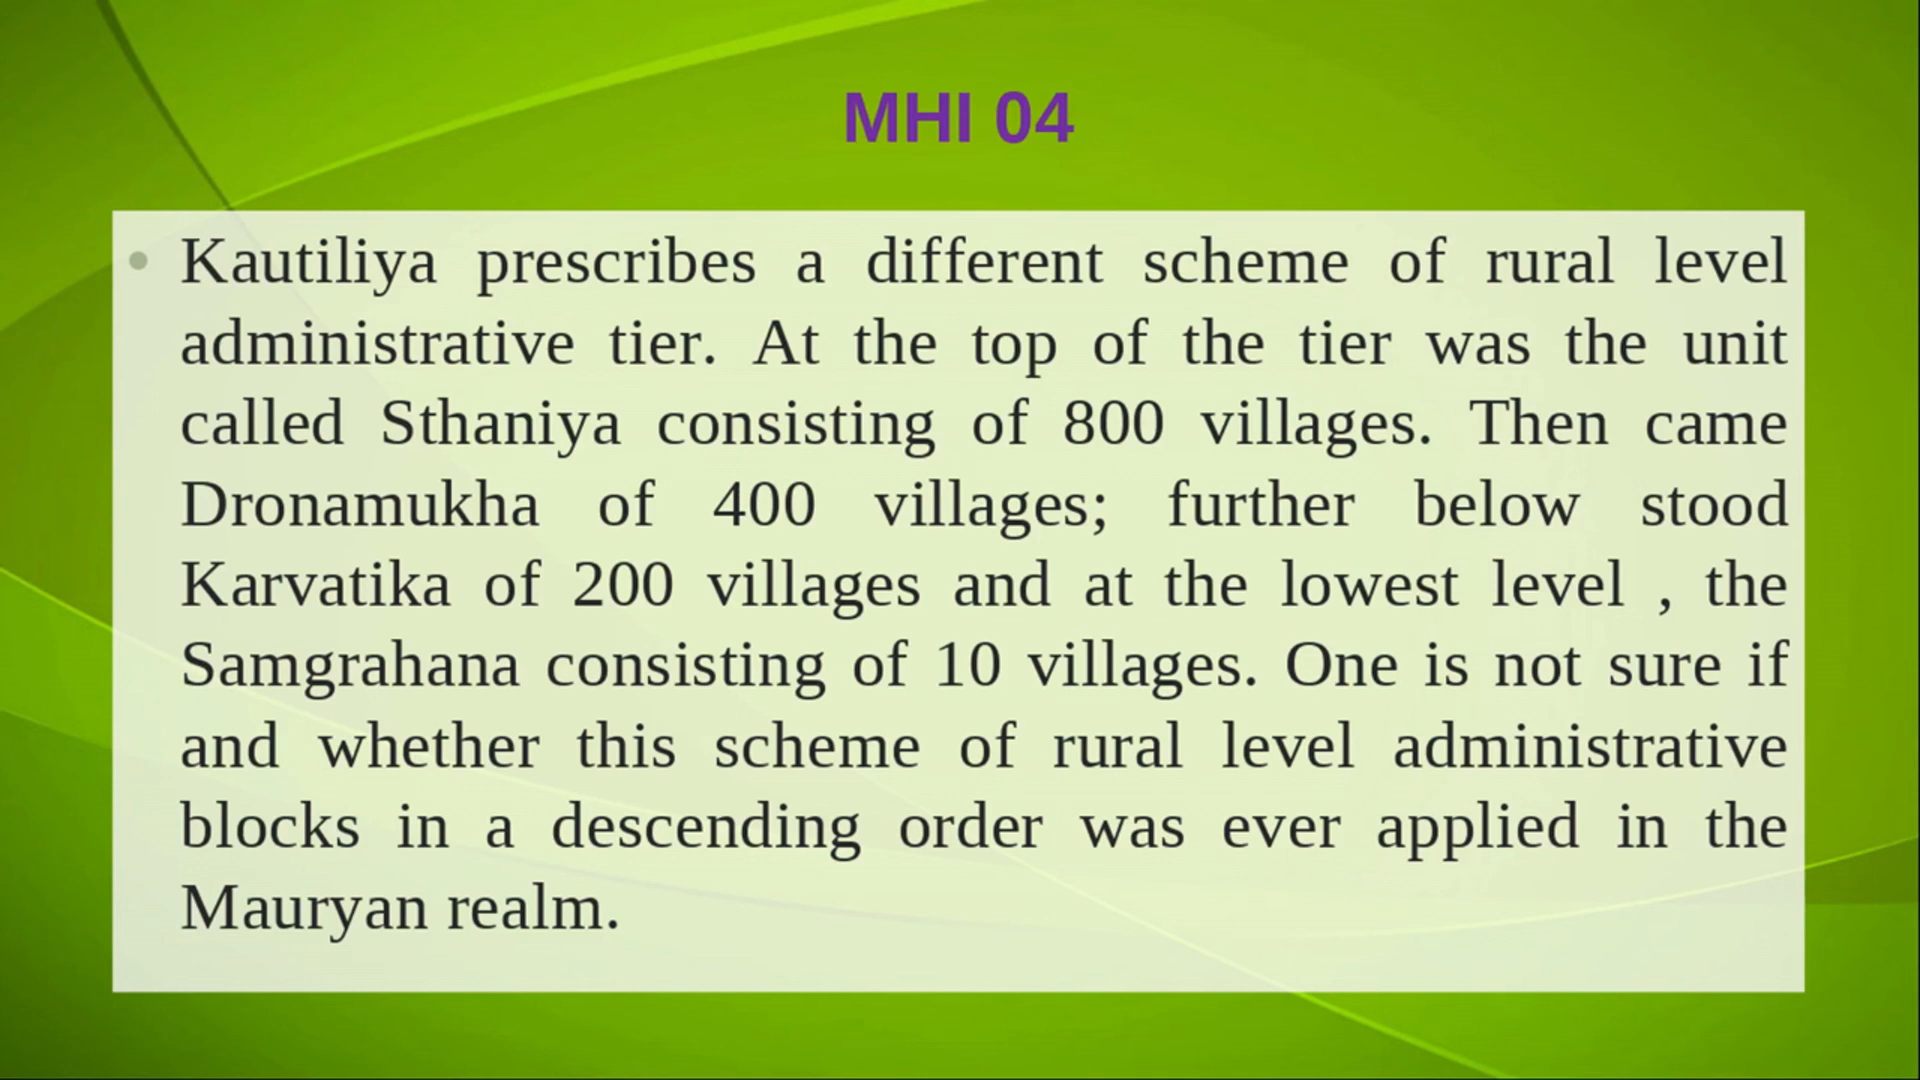 MHI 04
• Kautiliya prescribes a different scheme of rural level
administrative tier. At the top of the tier was the unit
called Sthaniya consisting of 800 villages. Then came
Dronamukha of 400 villages; further below stood
Karvatika of 200 villages and at the lowest level , the
Samgrahana consisting of 10 villages. One is not sure if
and whether this scheme of rural level administrative
blocks in a descending order was ever applied in the
Mauryan realm.